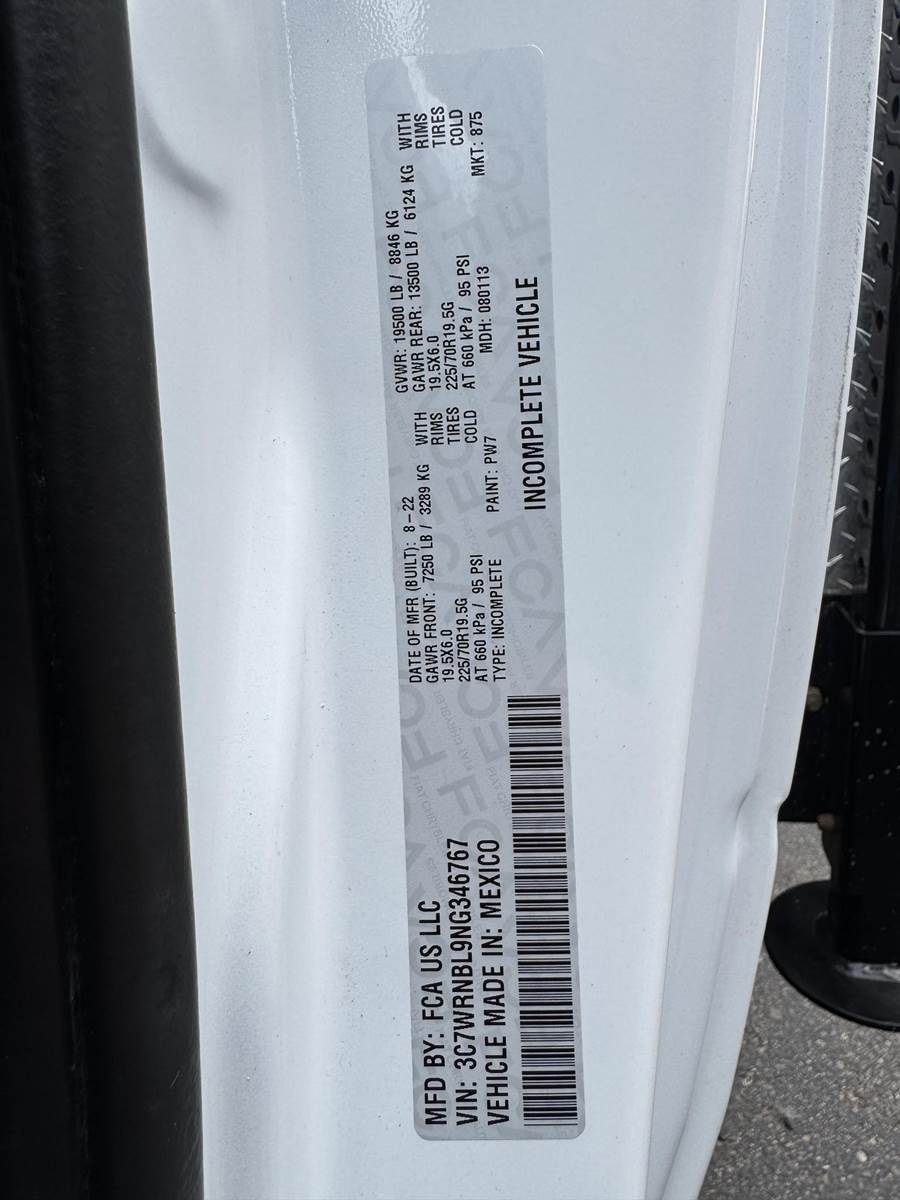 MFD BY: FCA US LLC
VIN: 3C7WRNBL9NG346767
VEHICLE MADE IN: MEXICO
DATE OF MFR (BUILT): 8-22
GAWR FRONT: 7250 LB / 3289 KG WITH
19.5X6.0 RIMS
225/70R19.5G TIRES
AT 660 kPa / 95 PSI COLD
TYPE: INCOMPLETE PAINT: PW7
GVWR: 19500 LB / 8846 KG
GAWR REAR: 13500 LB / 6124 KG WITH
19.5X6.0 RIMS
225/70R19.5G TIRES
AT 660 kPa / 95 PSI COLD
MDH: 080113 MKT: 875
INCOMPLETE VEHICLE